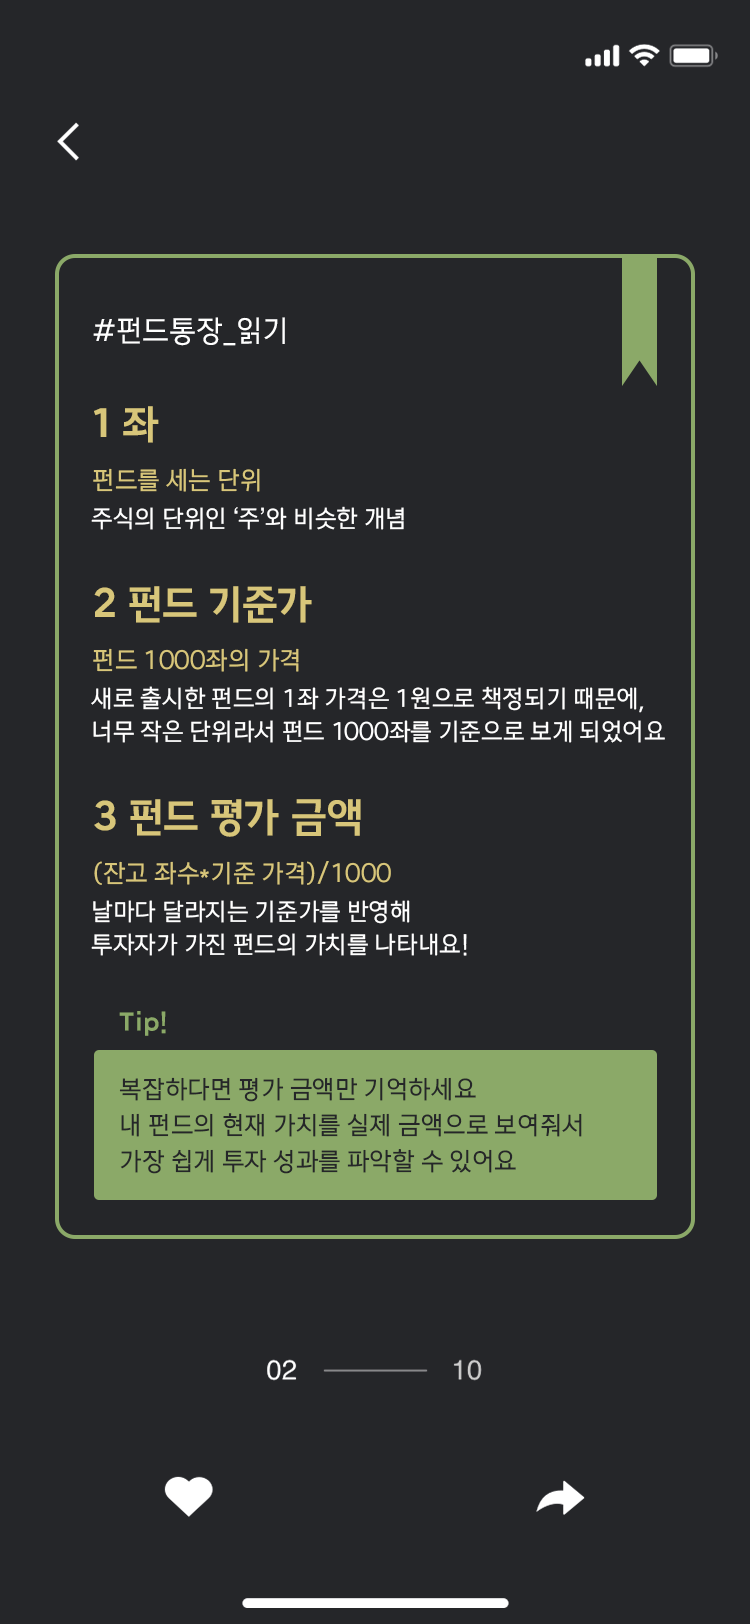 #펀드통장_읽기
1 좌
펀드를 세는 단위
주식의 단위인 ‘주’와 비슷한 개념
2 펀드 기준가
펀드 1000좌의 가격
새로 출시한 펀드의 1좌 가격은 1원으로 책정되기 때문에,
너무 작은 단위라서 펀드 1000좌를 기준으로 보게 되었어요
3 펀드 평가 금액
(잔고 좌수*기준 가격)/1000
날마다 달라지는 기준가를 반영해
투자자가 가진 펀드의 가치를 나타내요!
Tip!
복잡하다면 평가 금액만 기억하세요
내 펀드의 현재 가치를 실제 금액으로 보여줘서
가장 쉽게 투자 성과를 파악할 수 있어요
02 10